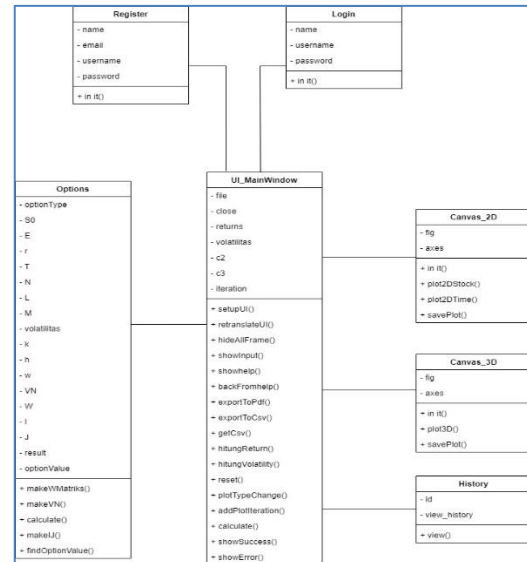 Register
- name
- email
- username
- password
+ in it()
Login
- name
- username
- password
+ in it()
Options
- optionType
- S0
- E
- r
- T
- N
- L
- M
- volatilitas
- k
- h
- w
- VN
- W
- I
- J
- result
- optionValue
+ makeWMatriks()
+ makeVN()
+ calculate()
+ makeIJ()
+ findOptionValue()
UI_MainWindow
- file
- close
- returns
- volatilitas
- c2
- c3
- iteration
+ setupUI()
+ retranslateUI()
+ hideAllFrame()
+ showInput()
+ showhelp()
+ backFromhelp()
+ exportToPdf()
+ exportToCsv()
+ getCsv()
+ hitungReturn()
+ hitungVolatility()
+ reset()
+ plotTypeChange()
+ addPlotIteration()
+ calculate()
+ showSuccess()
+ showError()
Canvas_2D
- fig
- axes
+ in it()
+ plot2DStock()
+ plot2DTime()
+ savePlot()
Canvas_3D
- fig
- axes
+ in it()
+ plot3D()
+ savePlot()
History
- id
- view_history
+ view()